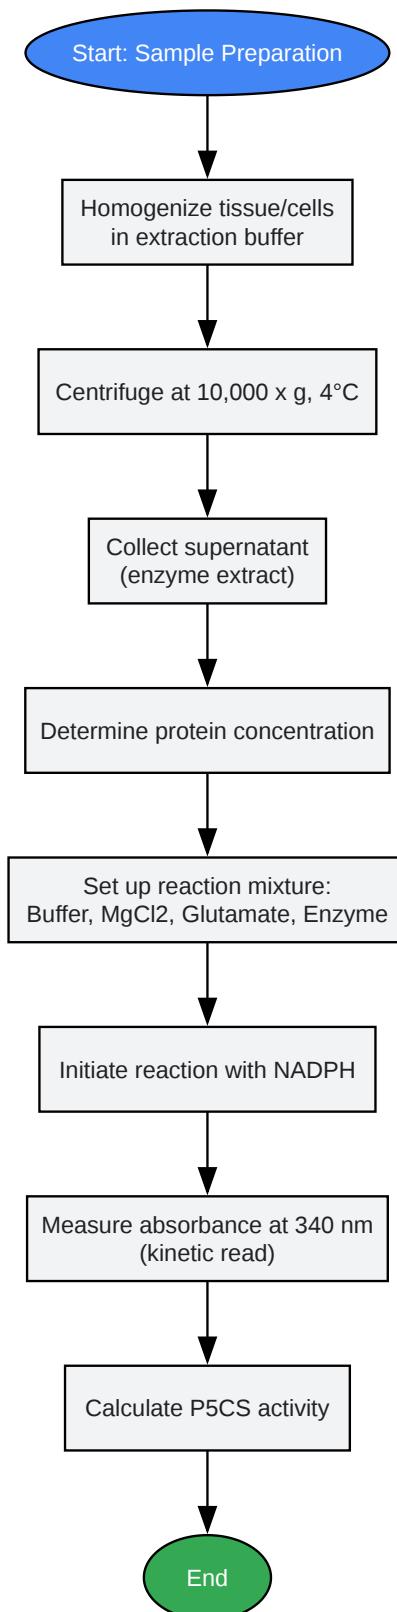 Start: Sample Preparation
Homogenize tissue/cells
in extraction buffer
Centrifuge at 10,000 x g, 4°C
Collect supernatant
(enzyme extract)
Determine protein concentration
Set up reaction mixture:
Buffer, MgCl2, Glutamate, Enzyme
Initiate reaction with NADPH
Measure absorbance at 340 nm
(kinetic read)
Calculate P5CS activity
End